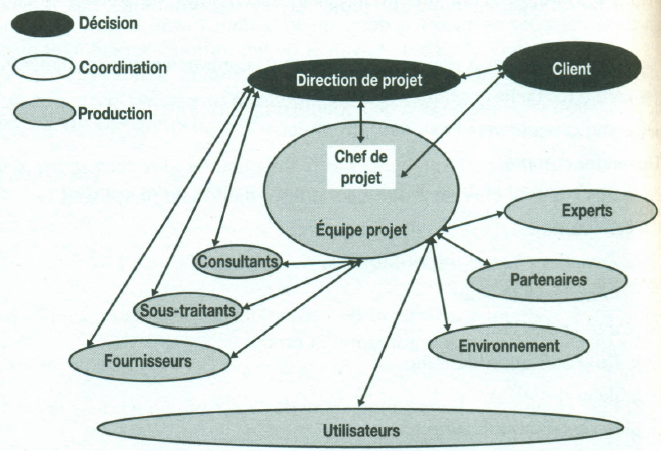 Décision
Coordination
Production
Direction de projet
Client
Chef de
projet
Équipe projet
Experts
Consultants
Partenaires
Sous-traitants
Environnement
Fournisseurs
Utilisateurs